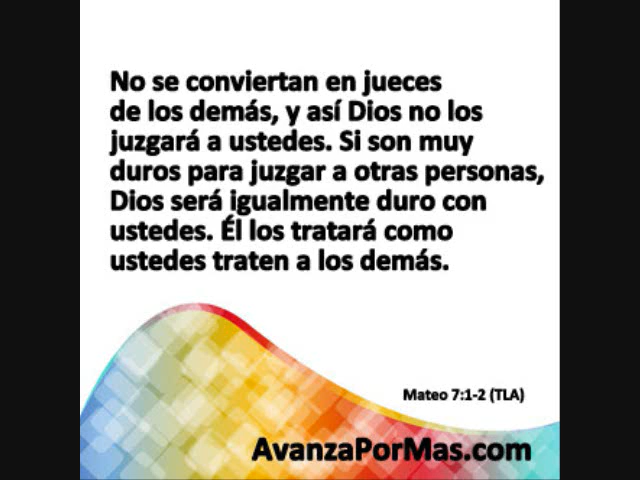 No se conviertan en jueces
de los demás, y así Dios no los
juzgará a ustedes. Si son muy
duros para juzgar a otras personas,
Dios será igualmente duro con
ustedes. Él los tratará como
ustedes traten a los demás.
Mateo 7:1-2 (TLA)
AvanzaPorMas.com